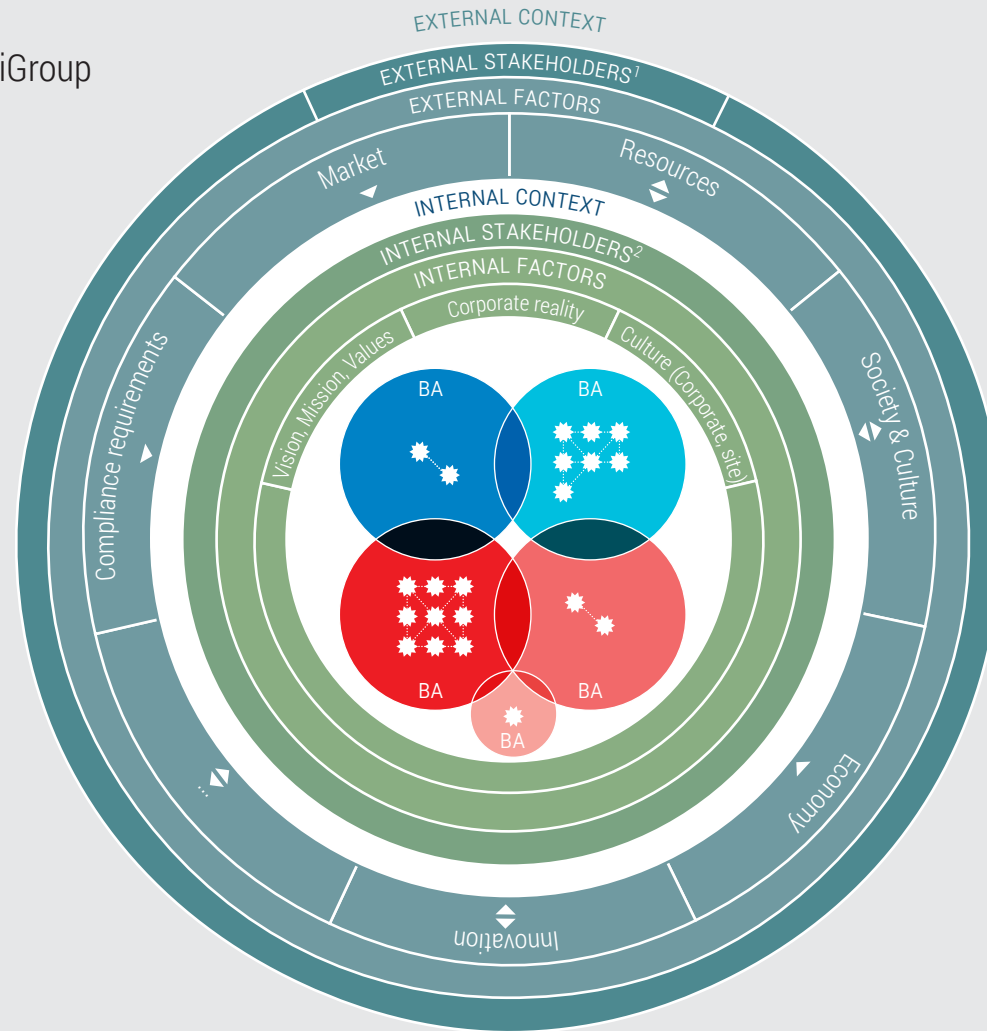 EXTERNAL CONTEXT
iGroup
EXTERNAL STAKEHOLDERS¹
EXTERNAL FACTORS
Market
Resources
INTERNAL CONTEXT
INTERNAL STAKEHOLDERS²
INTERNAL FACTORS
Corporate reality
Vision, Mission, Values
Culture (Corporate, site)
Compliance requirements
Society & Culture
BA
BA
BA
BA
BA
...
Economy
Innovation